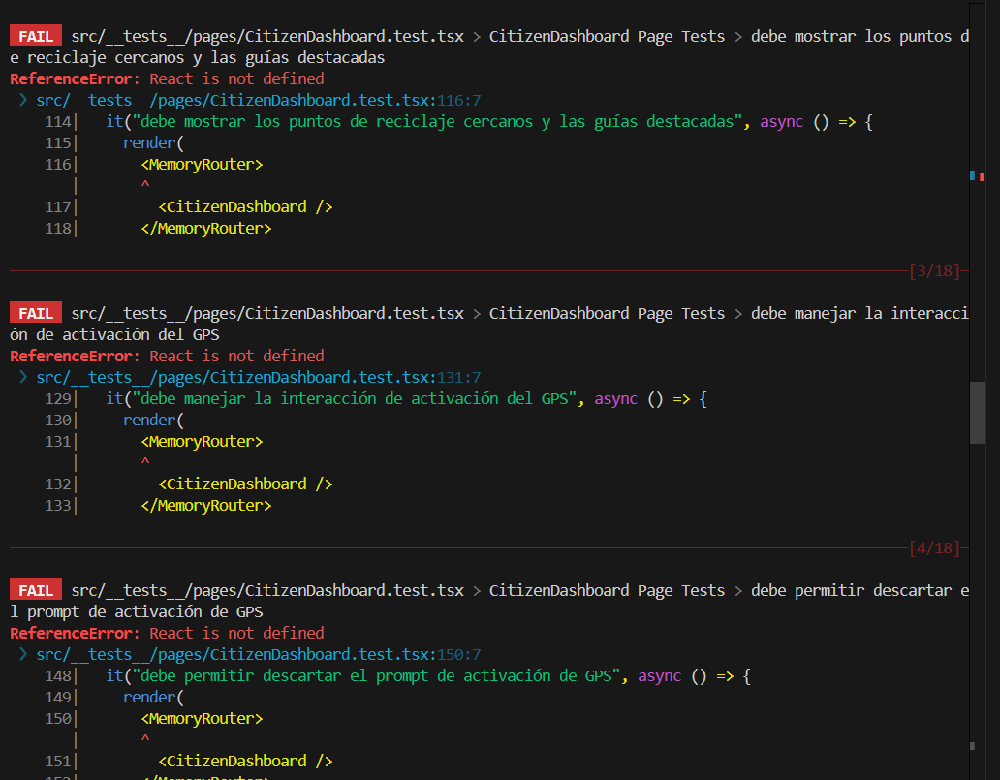 FAIL src/__tests__/pages/CitizenDashboard.test.tsx > CitizenDashboard Page Tests > debe mostrar los puntos d
e reciclaje cercanos y las guías destacadas
ReferenceError: React is not defined
❯ src/__tests__/pages/CitizenDashboard.test.tsx:116:7
114| it("debe mostrar los puntos de reciclaje cercanos y las guías destacadas", async () => {
115| render(
116| <MemoryRouter>
| ^
117| <CitizenDashboard />
118| </MemoryRouter>
[3/18]
FAIL src/__tests__/pages/CitizenDashboard.test.tsx > CitizenDashboard Page Tests > debe manejar la interacci
ón de activación del GPS
ReferenceError: React is not defined
❯ src/__tests__/pages/CitizenDashboard.test.tsx:131:7
129| it("debe manejar la interacción de activación del GPS", async () => {
130| render(
131| <MemoryRouter>
| ^
132| <CitizenDashboard />
133| </MemoryRouter>
[4/18]
FAIL src/__tests__/pages/CitizenDashboard.test.tsx > CitizenDashboard Page Tests > debe permitir descartar e
l prompt de activación de GPS
ReferenceError: React is not defined
❯ src/__tests__/pages/CitizenDashboard.test.tsx:150:7
148| it("debe permitir descartar el prompt de activación de GPS", async () => {
149| render(
150| <MemoryRouter>
| ^
151| <CitizenDashboard />
152| </MemoryRouter>